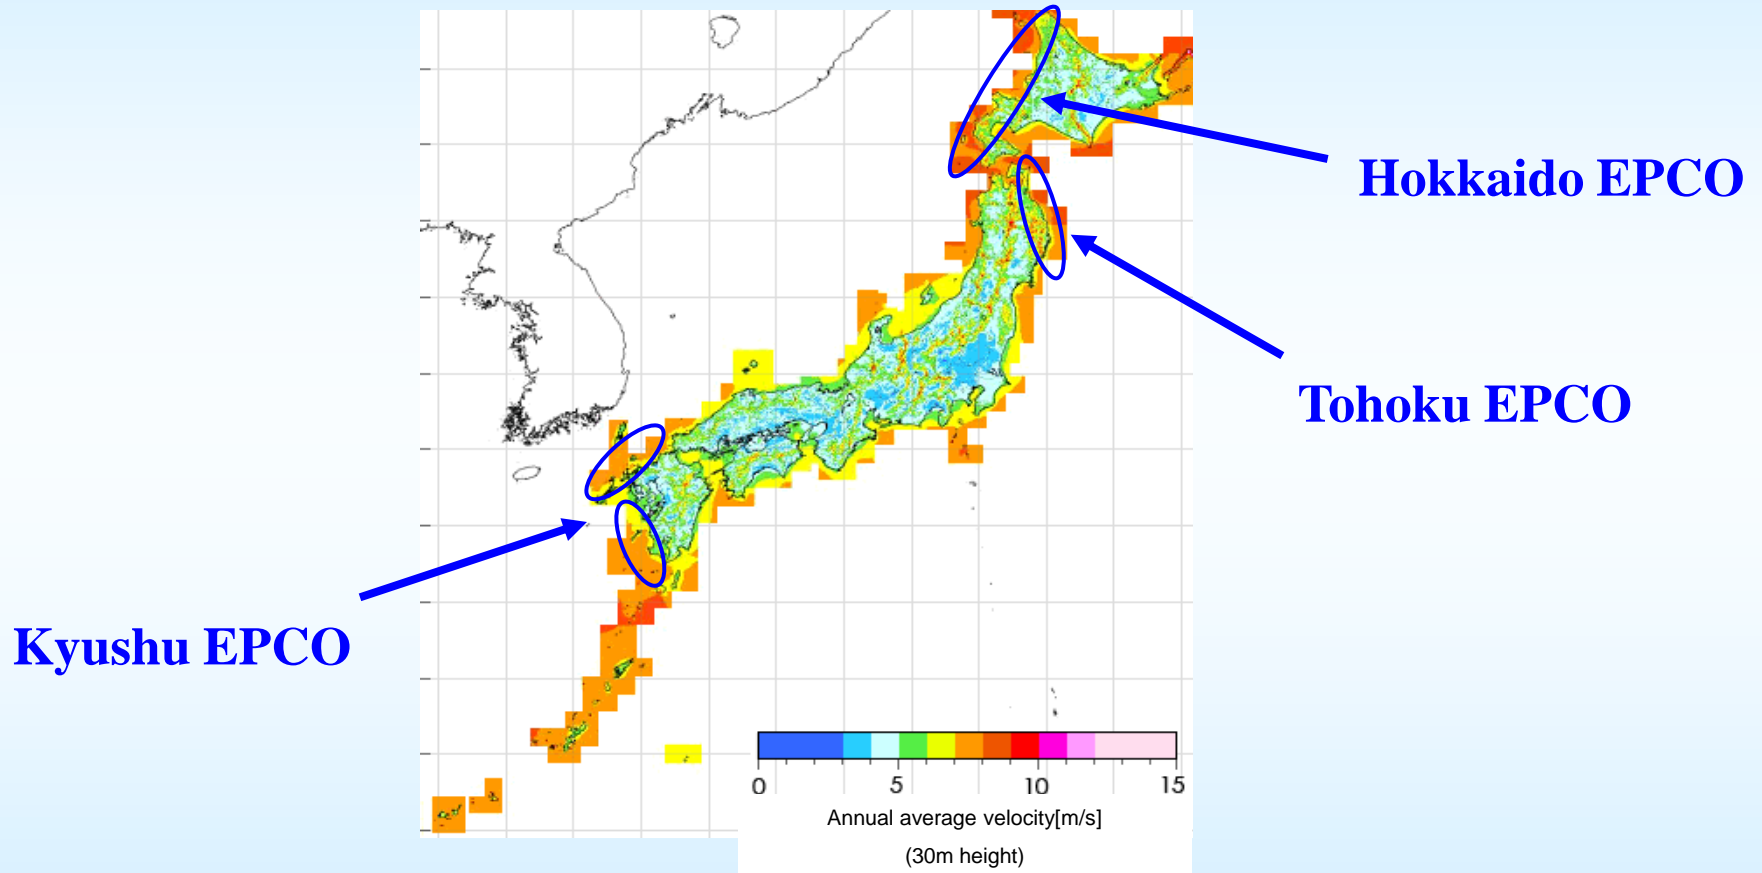 Hokkaido EPCO
Tohoku EPCO
Kyushu EPCO
0 5 10 15
Annual average velocity[m/s]
(30m height)